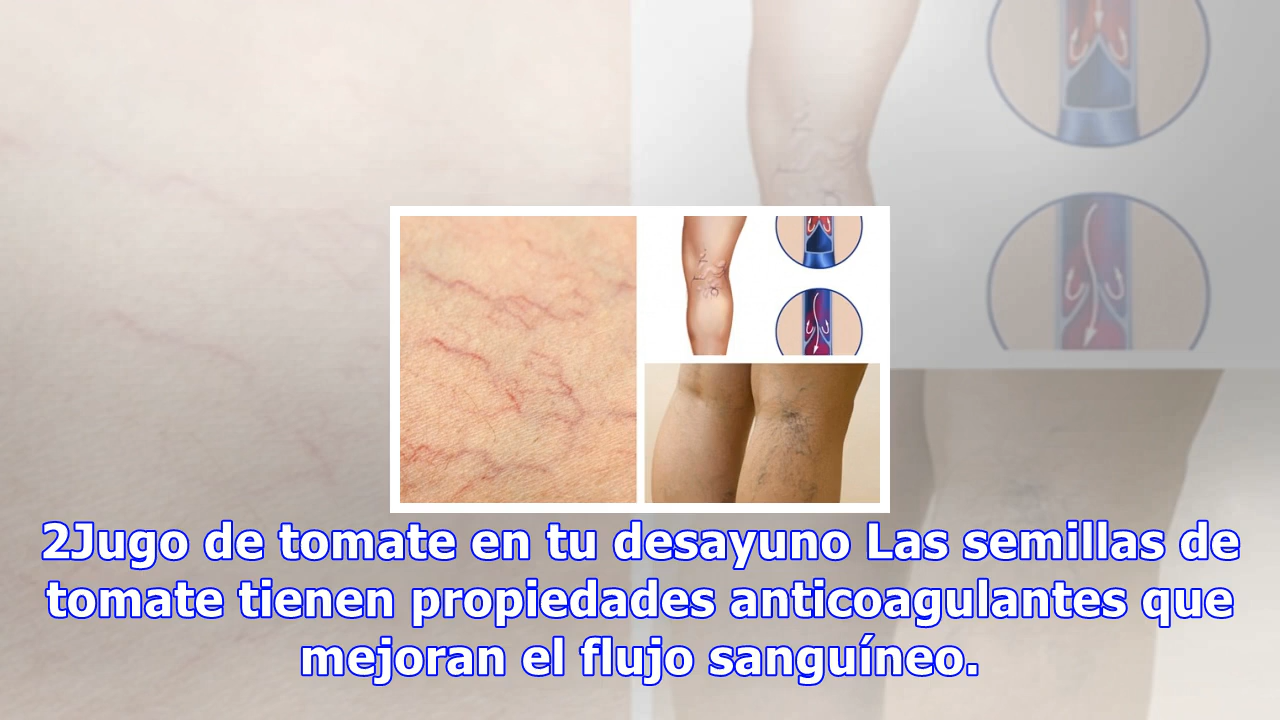 2Jugo de tomate en tu desayuno Las semillas de
tomate tienen propiedades anticoagulantes que
mejoran el flujo sanguíneo.